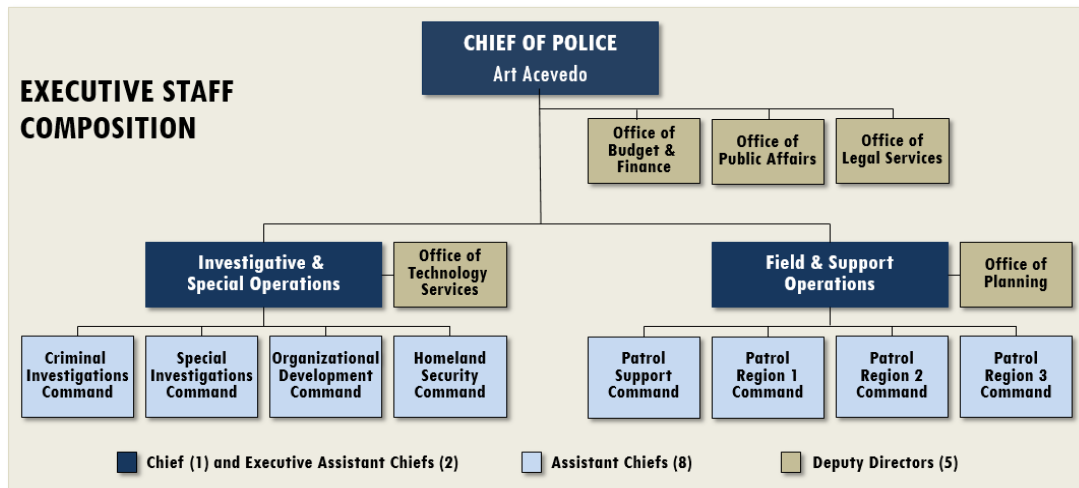 CHIEF OF POLICE
Art Acevedo
EXECUTIVE STAFF
COMPOSITION
Office of
Budget &
Finance
Office of
Public Affairs
Office of
Legal Services
Investigative &
Special Operations
Office of
Technology
Services
Field & Support
Operations
Office of
Planning
Criminal
Investigations
Command
Special
Investigations
Command
Organizational
Development
Command
Homeland
Security
Command
Patrol
Support
Command
Patrol
Region 1
Command
Patrol
Region 2
Command
Patrol
Region 3
Command
Chief (1) and Executive Assistant Chiefs (2)
Assistant Chiefs (8)
Deputy Directors (5)